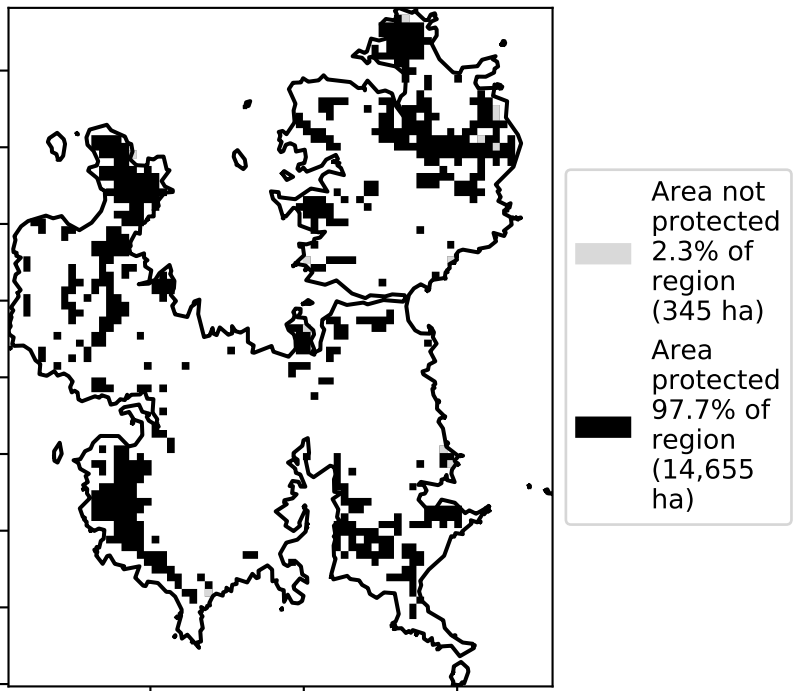 Area not
protected
2.3% of
region
(345 ha)
Area
protected
97.7% of
region
(14,655
ha)